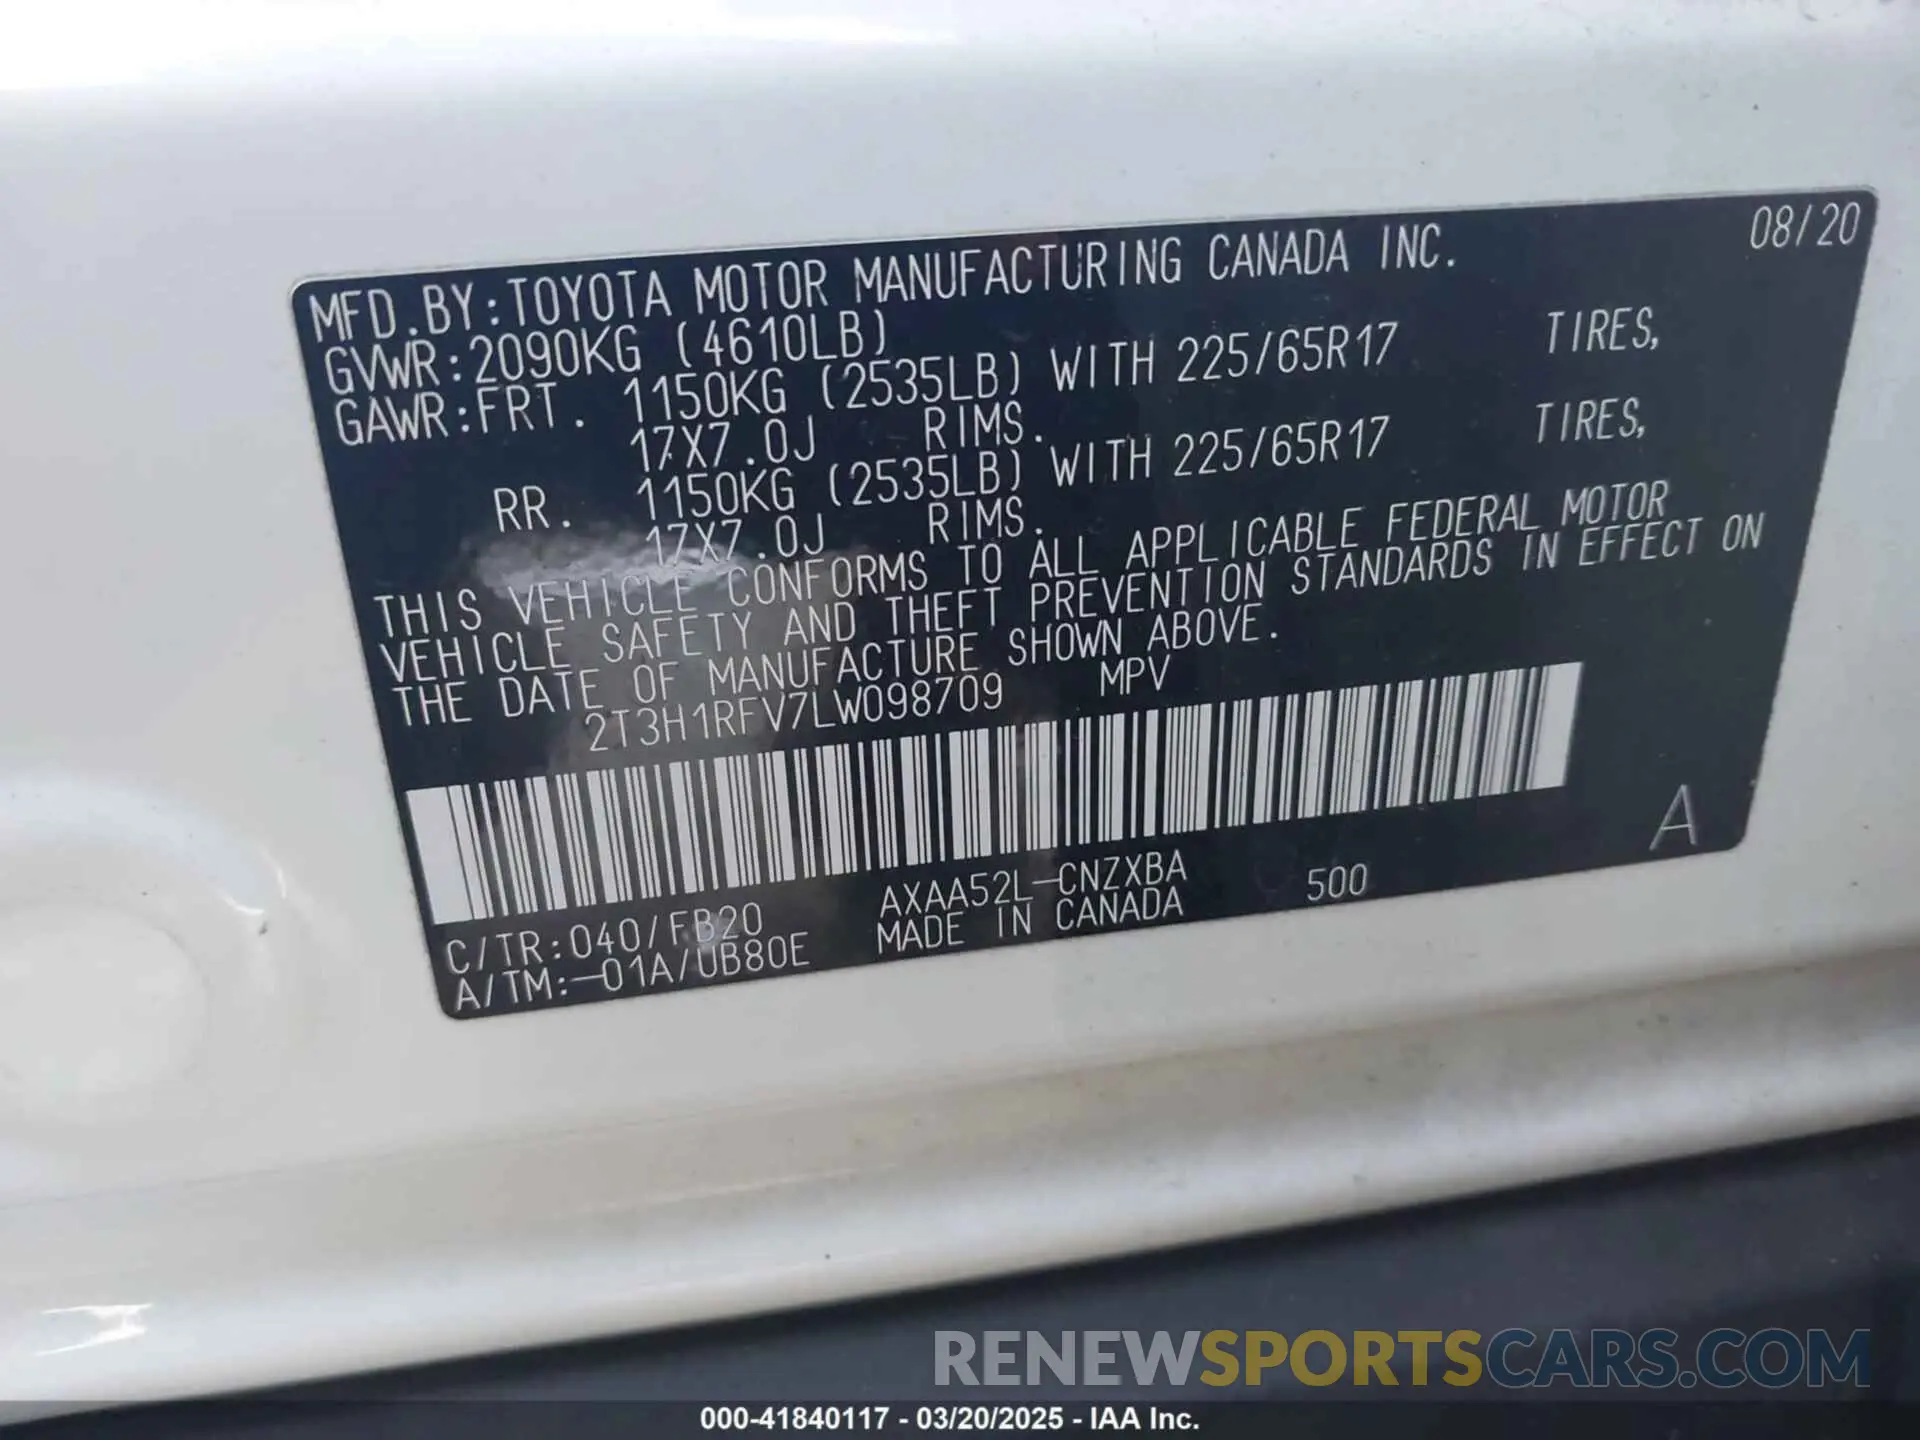 08/20
MFD.BY:TOYOTA MOTOR MANUFACTURING CANADA INC.
GVWR:2090KG (4610LB)
GAWR:FRT. 1150KG (2535LB) WITH 225/65R17 TIRES,
17X7.0J RIMS.
RR. 1150KG (2535LB) WITH 225/65R17 TIRES,
17X7.0J RIMS.
THIS VEHICLE CONFORMS TO ALL APPLICABLE FEDERAL MOTOR
VEHICLE SAFETY AND THEFT PREVENTION STANDARDS IN EFFECT ON
THE DATE OF MANUFACTURE SHOWN ABOVE.
2T3H1RFV7LW098709 MPV
A
C/TR:040/FB20 AXAA52L-CNZXBA 500
A/TM:-01A/UB80E MADE IN CANADA
RENEWSPORTSCARS.COM
000-41840117 - 03/20/2025 - IAA Inc.